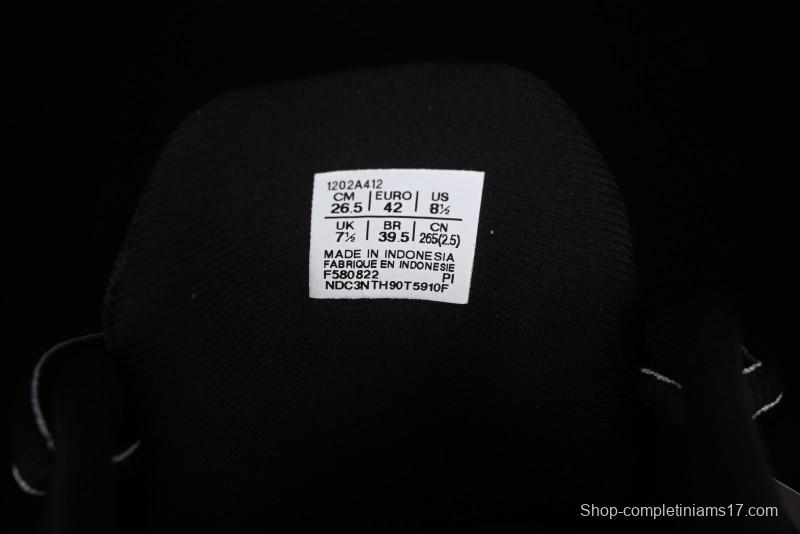 1202A412
CM | EURO | US
26.5 | 42 | 8½
UK | BR | CN
7½ | 39.5 | 265(2.5)
MADE IN INDONESIA
FABRIQUE EN INDONESIE
F580822 PI
NDC3NTH90T5910F
Shop-completiniams17.com